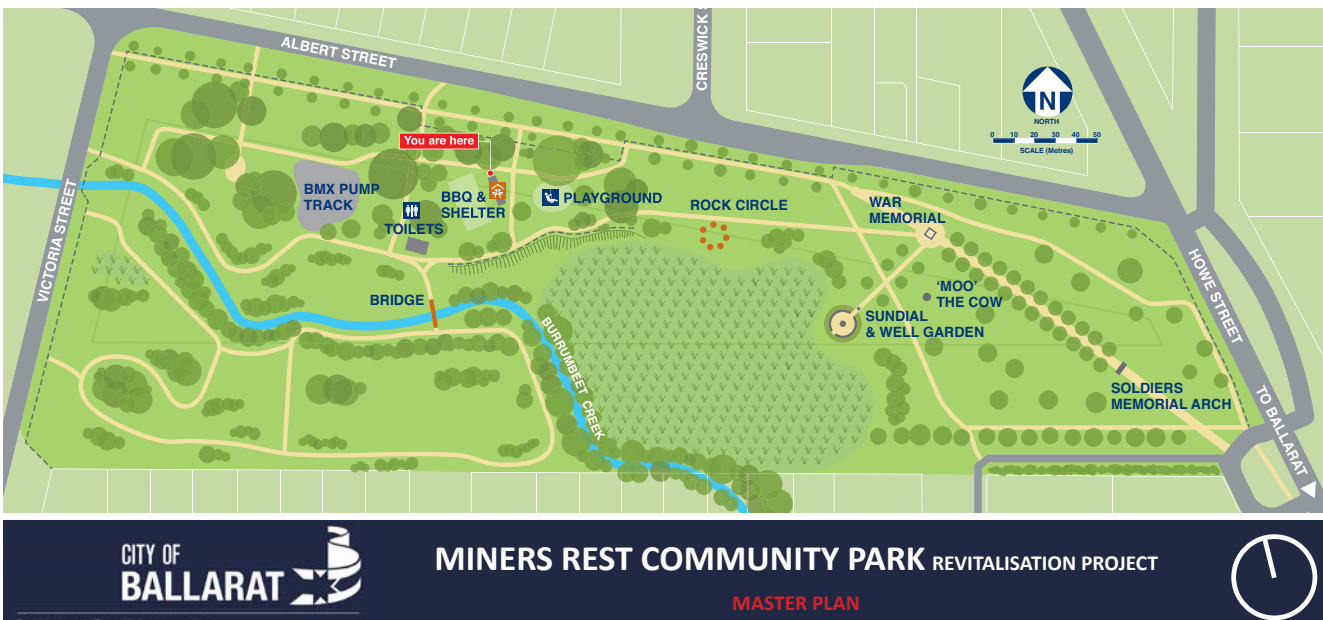 ALBERT STREET
CRESWICK S
N
NORTH
0 10 20 30 40 50
SCALE (Metres)
You are here
VICTORIA STREET
BMX PUMP
TRACK
TOILETS
BBQ &
SHELTER
PLAYGROUND
ROCK CIRCLE
WAR
MEMORIAL
HOWE STREET
'MOO'
THE COW
SUNDIAL
& WELL GARDEN
BRIDGE
BURRUMBEET CREEK
SOLDIERS
MEMORIAL ARCH
TO BALLARAT
CITY OF
BALLARAT
MINERS REST COMMUNITY PARK REVITALISATION PROJECT
MASTER PLAN